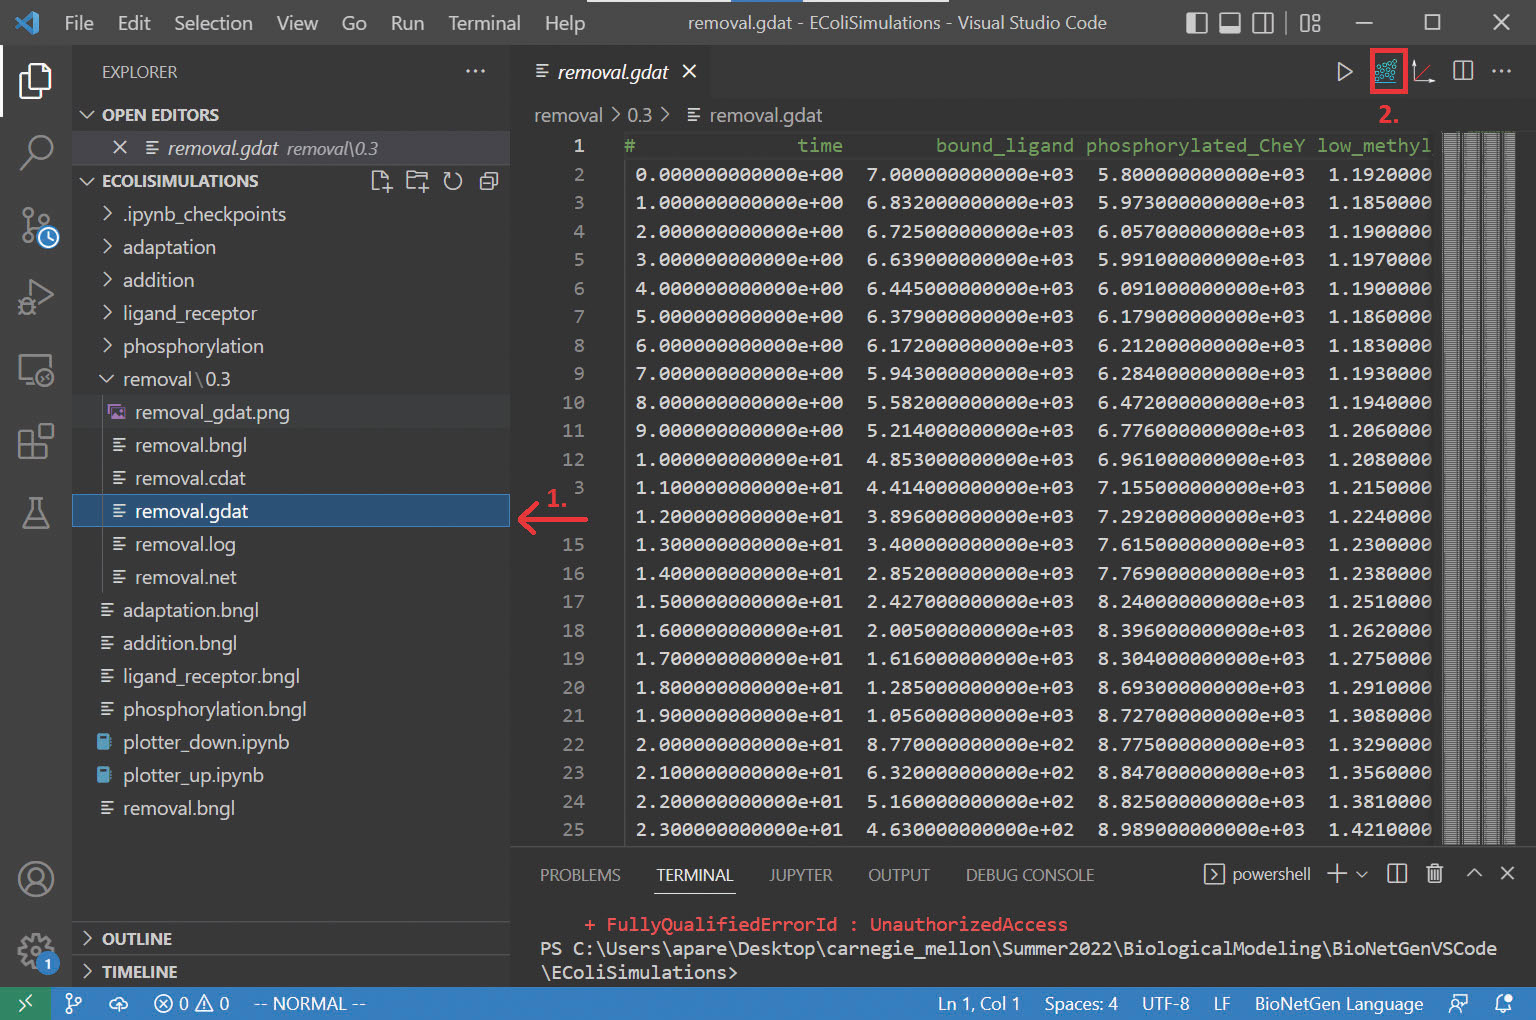 File Edit Selection View Go Run Terminal Help removal.gdat - EColiSimulations - Visual Studio Code
EXPLORER
OPEN EDITORS
removal.gdat removal\0.3
ECOLISIMULATIONS
.ipynb_checkpoints
adaptation
addition
ligand_receptor
phosphorylation
removal\0.3
removal_gdat.png
removal.bngl
removal.cdat
removal.gdat
removal.log
removal.net
adaptation.bngl
addition.bngl
ligand_receptor.bngl
phosphorylation.bngl
plotter_down.ipynb
plotter_up.ipynb
removal.bngl
OUTLINE
TIMELINE
1.
removal.gdat
2.
removal > 0.3 > removal.gdat
1 # time bound_ligand phosphorylated_CheY low_methyl
2 0.000000000000e+00 7.000000000000e+03 5.800000000000e+03 1.1920000
3 1.000000000000e+00 6.832000000000e+03 5.973000000000e+03 1.1850000
4 2.000000000000e+00 6.725000000000e+03 6.057000000000e+03 1.1900000
5 3.000000000000e+00 6.639000000000e+03 5.991000000000e+03 1.1970000
6 4.000000000000e+00 6.445000000000e+03 6.091000000000e+03 1.1900000
7 5.000000000000e+00 6.379000000000e+03 6.179000000000e+03 1.1860000
8 6.000000000000e+00 6.172000000000e+03 6.212000000000e+03 1.1830000
9 7.000000000000e+00 5.943000000000e+03 6.284000000000e+03 1.1930000
10 8.000000000000e+00 5.582000000000e+03 6.472000000000e+03 1.1940000
11 9.000000000000e+00 5.214000000000e+03 6.776000000000e+03 1.2060000
12 1.000000000000e+01 4.853000000000e+03 6.961000000000e+03 1.2080000
3 1.100000000000e+01 4.414000000000e+03 7.155000000000e+03 1.2150000
1.200000000000e+01 3.896000000000e+03 7.292000000000e+03 1.2240000
15 1.300000000000e+01 3.400000000000e+03 7.615000000000e+03 1.2300000
16 1.400000000000e+01 2.852000000000e+03 7.769000000000e+03 1.2380000
17 1.500000000000e+01 2.427000000000e+03 8.240000000000e+03 1.2510000
18 1.600000000000e+01 2.005000000000e+03 8.396000000000e+03 1.2620000
19 1.700000000000e+01 1.616000000000e+03 8.304000000000e+03 1.2750000
20 1.800000000000e+01 1.285000000000e+03 8.693000000000e+03 1.2910000
21 1.900000000000e+01 1.056000000000e+03 8.727000000000e+03 1.3080000
22 2.000000000000e+01 8.770000000000e+02 8.775000000000e+03 1.3290000
23 2.100000000000e+01 6.320000000000e+02 8.847000000000e+03 1.3560000
24 2.200000000000e+01 5.160000000000e+02 8.825000000000e+03 1.3810000
25 2.300000000000e+01 4.630000000000e+02 8.989000000000e+03 1.4210000
PROBLEMS TERMINAL JUPYTER OUTPUT DEBUG CONSOLE powershell
+ FullyQualifiedErrorId : UnauthorizedAccess
PS C:\Users\apare\Desktop\carnegie_mellon\Summer2022\BiologicalModeling\BioNetGenVSCode
\EColiSimulations>
1
0 0 -- NORMAL -- Ln 1, Col 1 Spaces: 4 UTF-8 LF BioNetGen Language